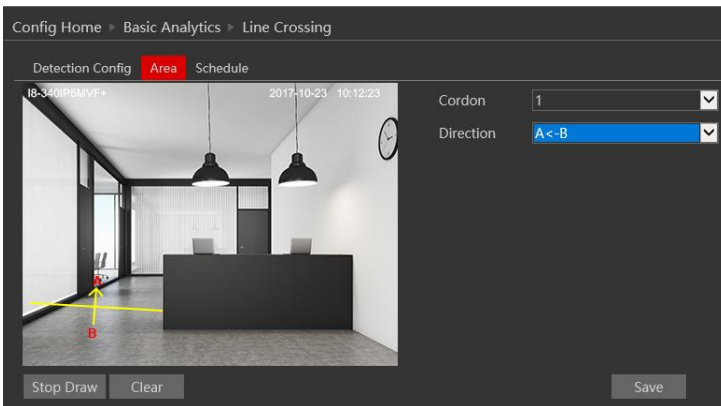 Config Home ▶ Basic Analytics ▶ Line Crossing
Detection Config Area Schedule
I8-340IP5MVF+ 2017-10-23 10:12:23
Cordon 1
Direction A<-B
A
B
Stop Draw Clear Save